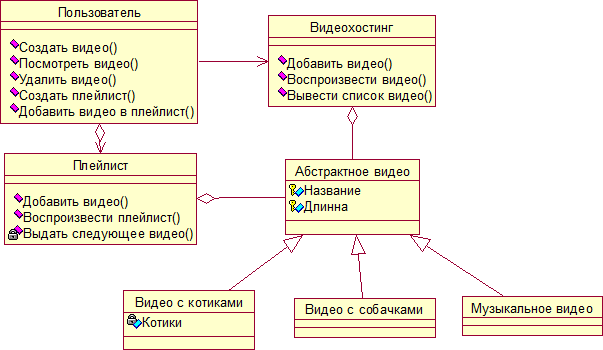 Пользователь
Создать видео()
Посмотреть видео()
Удалить видео()
Создать плейлист()
Добавить видео в плейлист()
Видеохостинг
Добавить видео()
Воспроизвести видео()
Вывести список видео()
Плейлист
Добавить видео()
Воспроизвести плейлист()
Выдать следующее видео()
Абстрактное видео
Название
Длинна
Видео с котиками
Котики
Видео с собачками
Музыкальное видео